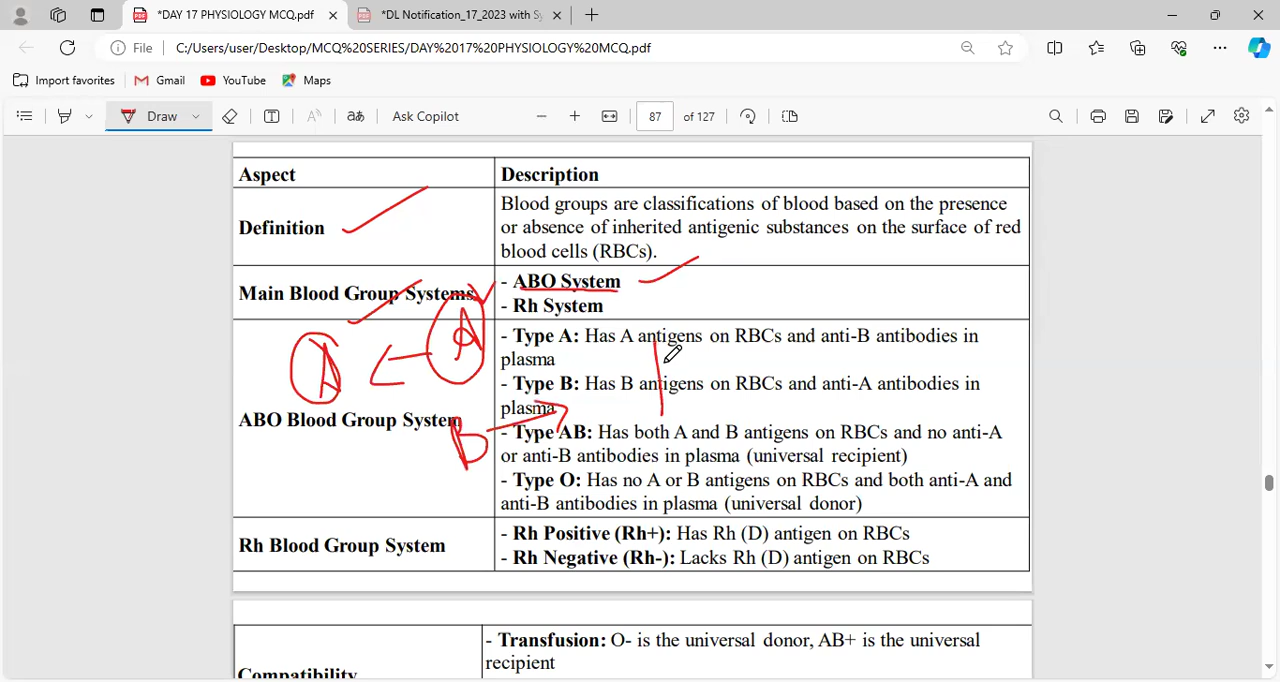 *DAY 17 PHYSIOLOGY MCQ.pdf
*DL Notification_17_2023 with Sy
File C:/Users/user/Desktop/MCQ%20SERIES/DAY%2017%20PHYSIOLOGY%20MCQ.pdf
Import favorites Gmail YouTube Maps
Draw aあ Ask Copilot 87 of 127
Aspect Description
Definition
Blood groups are classifications of blood based on the presence
or absence of inherited antigenic substances on the surface of red
blood cells (RBCs).
Main Blood Group Systems
- ABO System
- Rh System
ABO Blood Group System
- Type A: Has A antigens on RBCs and anti-B antibodies in
plasma
- Type B: Has B antigens on RBCs and anti-A antibodies in
plasma
- Type AB: Has both A and B antigens on RBCs and no anti-A
or anti-B antibodies in plasma (universal recipient)
- Type O: Has no A or B antigens on RBCs and both anti-A and
anti-B antibodies in plasma (universal donor)
A
A
B
Rh Blood Group System
- Rh Positive (Rh+): Has Rh (D) antigen on RBCs
- Rh Negative (Rh-): Lacks Rh (D) antigen on RBCs
Compatibility
- Transfusion: O- is the universal donor, AB+ is the universal
recipient